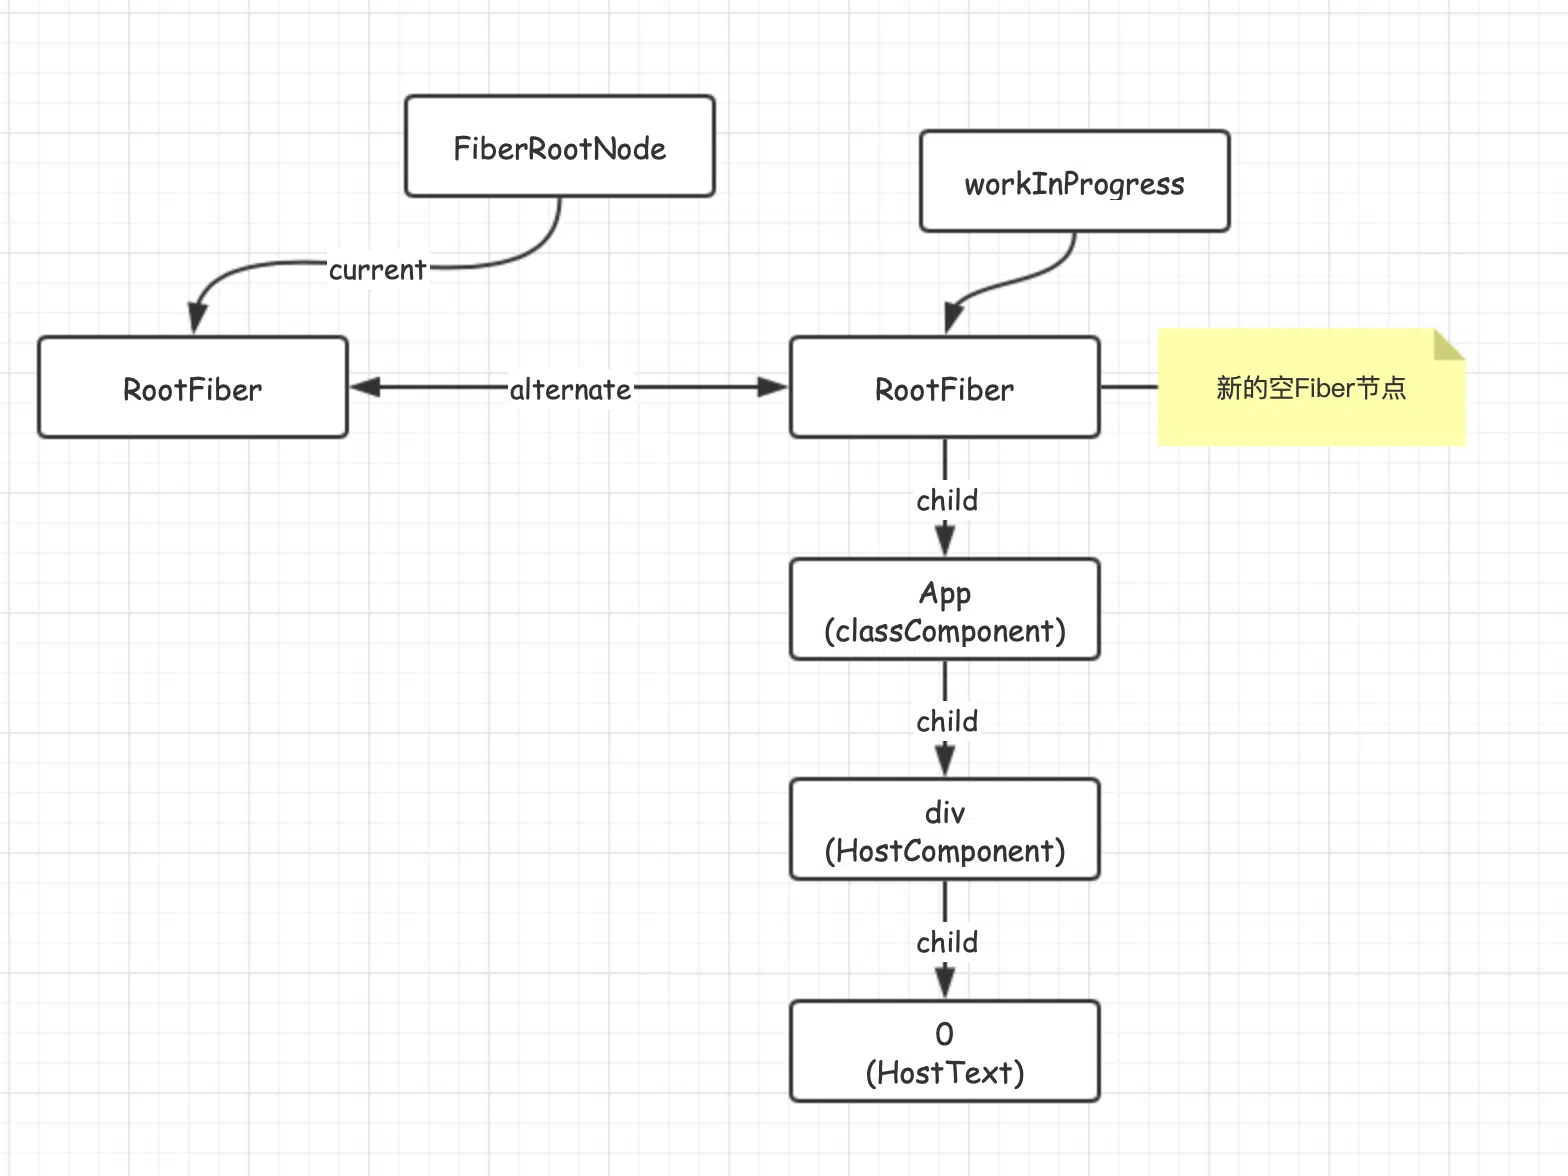 FiberRootNode
workInProgress
current
RootFiber
alternate
RootFiber
新的空Fiber节点
child
App
(classComponent)
child
div
(HostComponent)
child
0
(HostText)